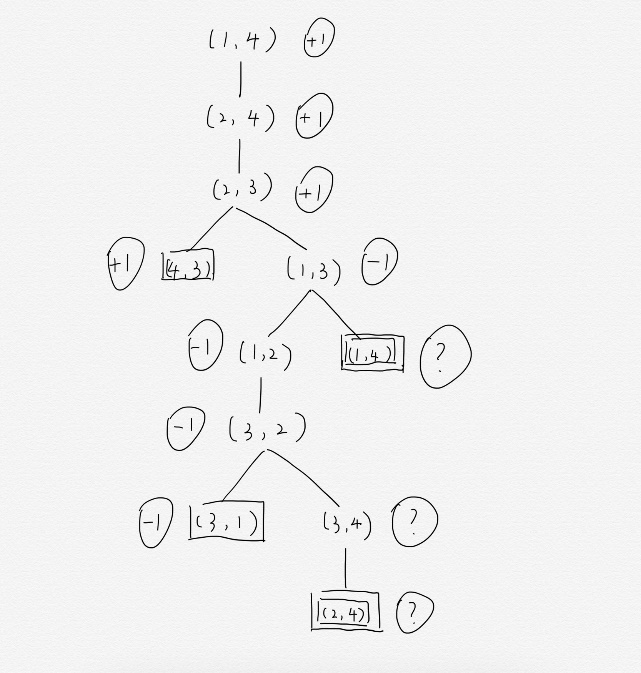 (1,4) +1
(2,4) +1
(2,3) +1
+1 (4,3) (1,3) -1
-1 (1,2) (1,4) ?
-1 (3,2)
-1 (3,1) (3,4) ?
(2,4) ?